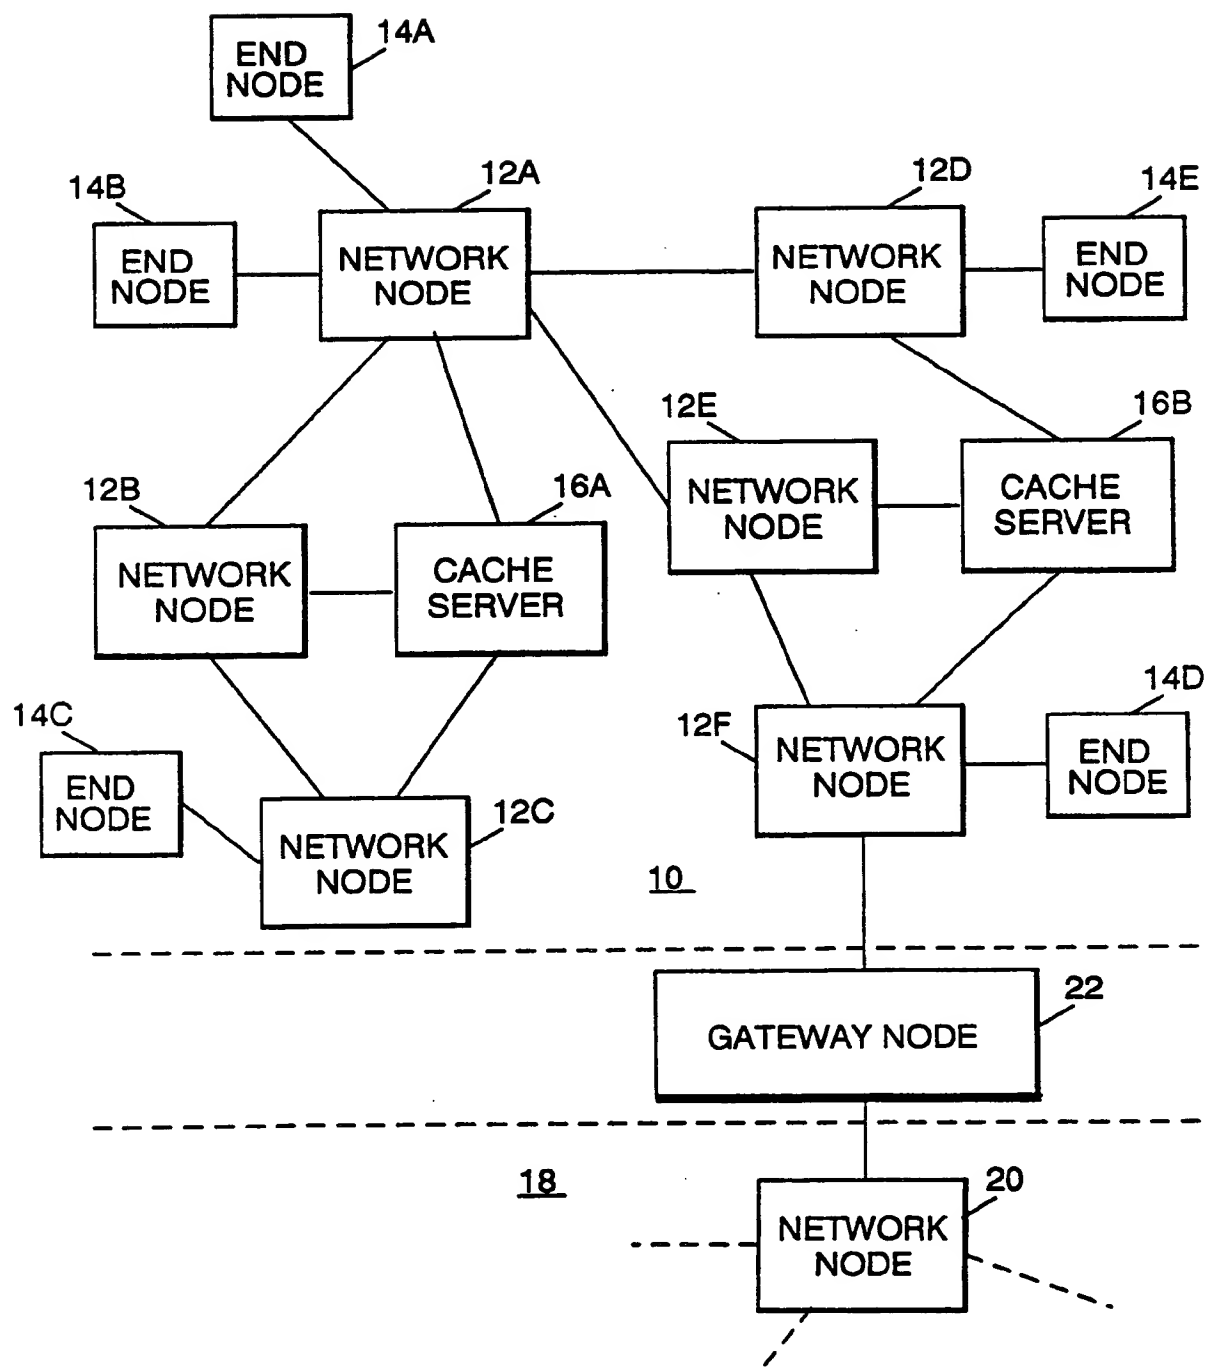 14A
END
NODE
12A
12D
14B
14E
END
NODE
NETWORK
NODE
NETWORK
NODE
END
NODE
12E
16B
12B
16A
NETWORK
NODE
CACHE
SERVER
NETWORK
NODE
CACHE
SERVER
14C
14D
12F
END
NODE
NETWORK
NODE
END
NODE
12C
NETWORK
NODE
10
22
GATEWAY NODE
18
20
NETWORK
NODE